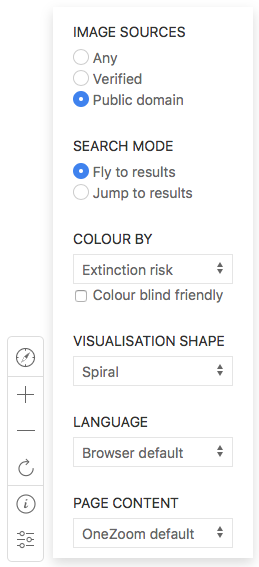 IMAGE SOURCES
Any
Verified
Public domain
SEARCH MODE
Fly to results
Jump to results
COLOUR BY
Extinction risk
Colour blind friendly
VISUALISATION SHAPE
Spiral
LANGUAGE
Browser default
PAGE CONTENT
OneZoom default